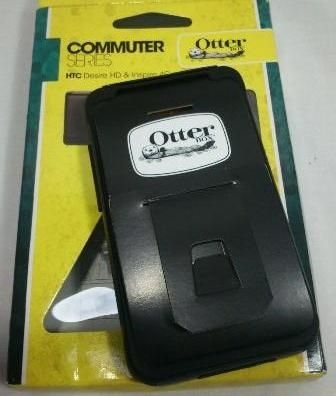 COMMUTER
SERIES
HTC Desire HD & Inspire 4G
Otter
BOX
Otter
BOX